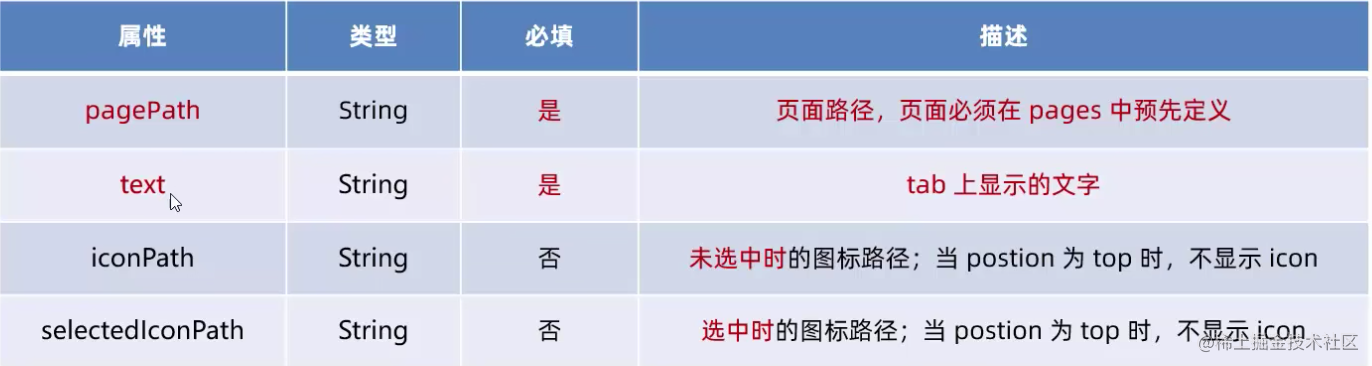 属性 类型 必填 描述
pagePath String 是 页面路径，页面必须在 pages 中预先定义
text String 是 tab 上显示的文字
iconPath String 否 未选中时的图标路径；当 postion 为 top 时，不显示 icon
selectedIconPath String 否 选中时的图标路径；当 postion 为 top 时，不显示 icon
@稀土掘金技术社区